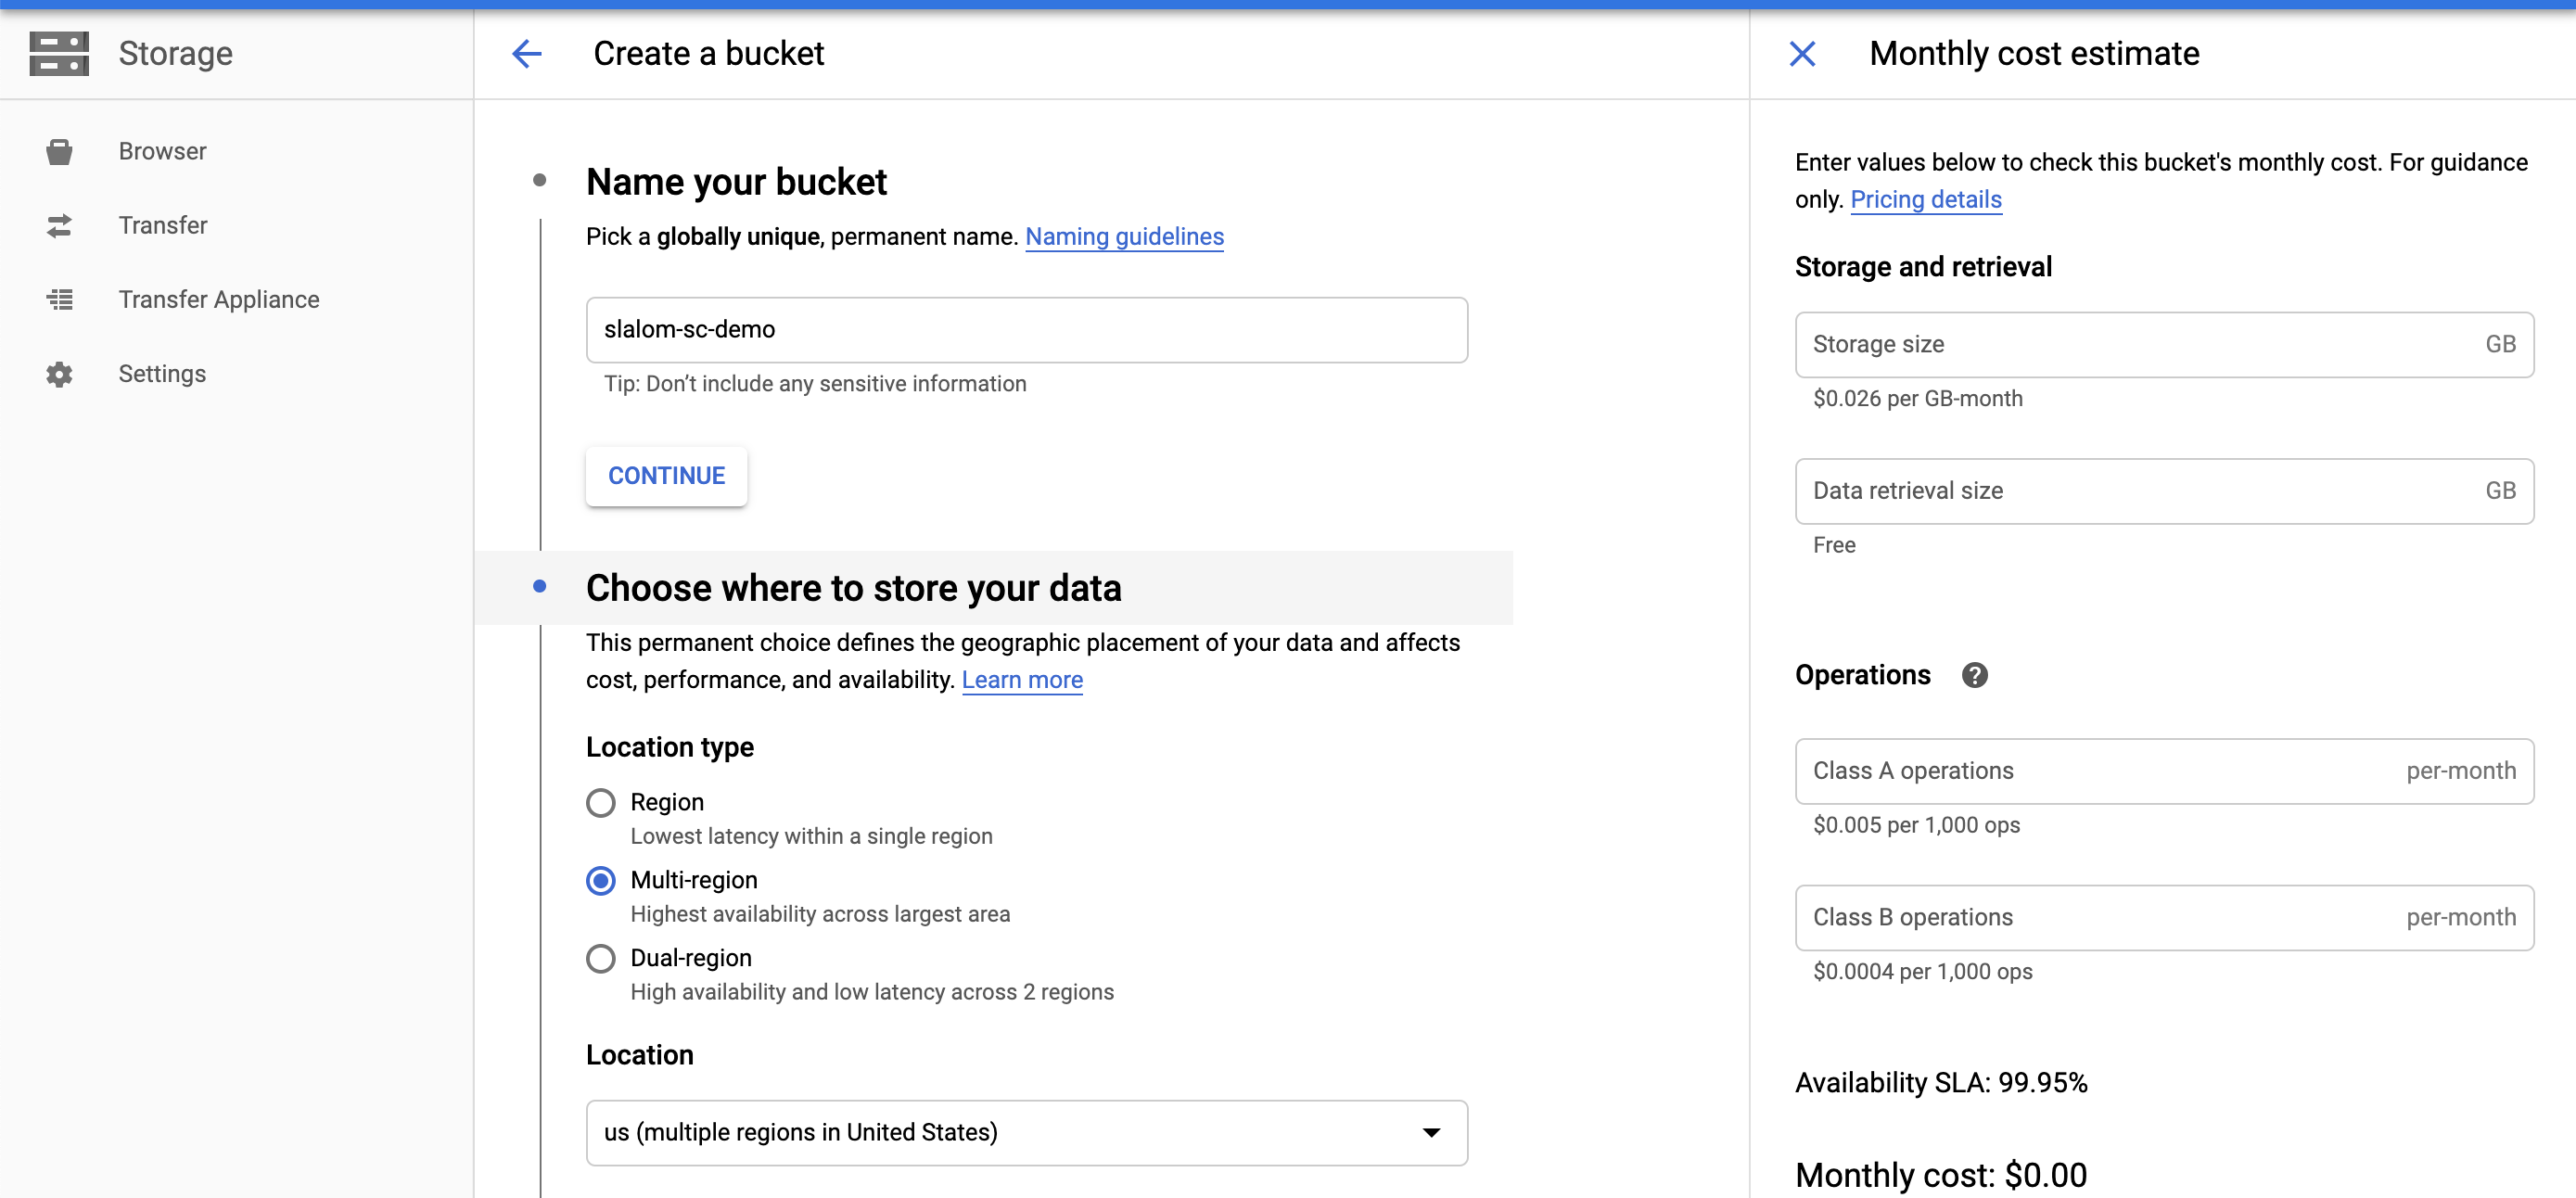 Storage
Browser
Transfer
Transfer Appliance
Settings
Create a bucket
Name your bucket
Pick a globally unique, permanent name. Naming guidelines
slalom-sc-demo
Tip: Don’t include any sensitive information
CONTINUE
Choose where to store your data
This permanent choice defines the geographic placement of your data and affects
cost, performance, and availability. Learn more
Location type
Region
Lowest latency within a single region
Multi-region
Highest availability across largest area
Dual-region
High availability and low latency across 2 regions
Location
us (multiple regions in United States)
Monthly cost estimate
Enter values below to check this bucket's monthly cost. For guidance
only. Pricing details
Storage and retrieval
Storage size GB
$0.026 per GB-month
Data retrieval size GB
Free
Operations ?
Class A operations per-month
$0.005 per 1,000 ops
Class B operations per-month
$0.0004 per 1,000 ops
Availability SLA: 99.95%
Monthly cost: $0.00